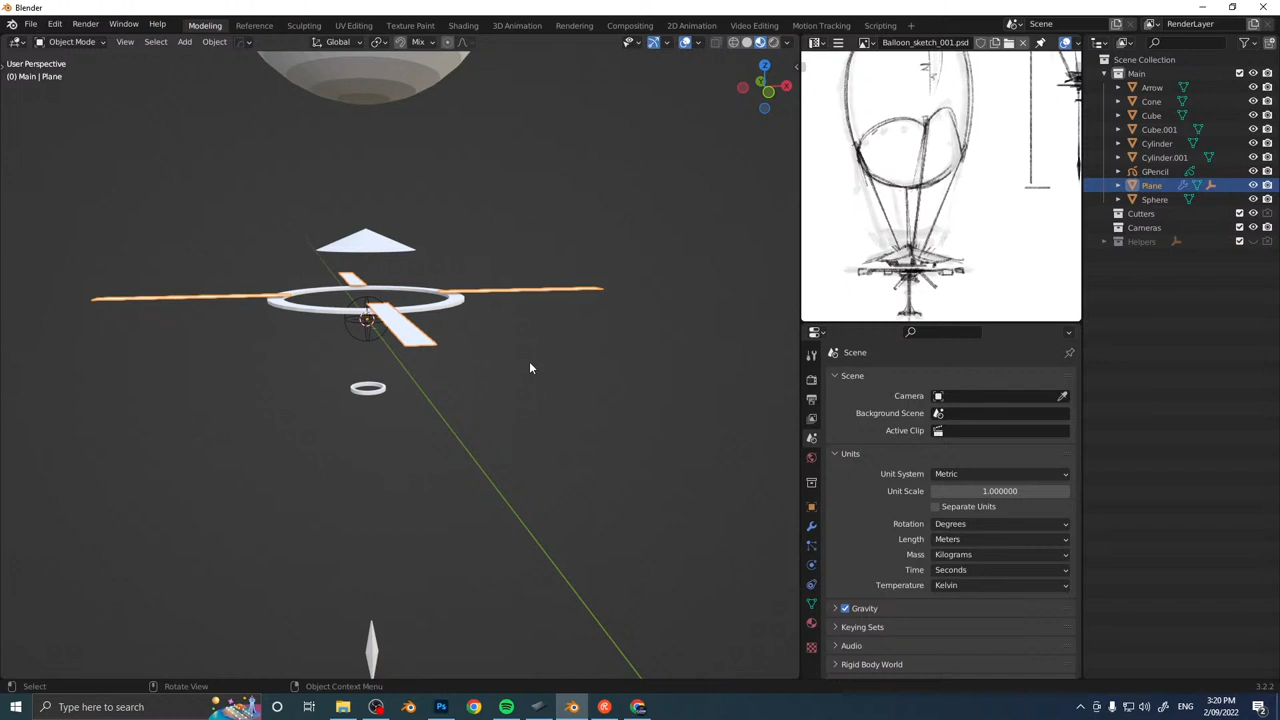 Blender
File Edit Render Window Help
Modeling Reference Sculpting UV Editing Texture Paint Shading 3D Animation Rendering Compositing 2D Animation Video Editing Motion Tracking Scripting +
Scene RenderLayer
Object Mode View Select Add Object Global Mix
Balloon_sketch_001.psd
User Perspective
(0) Main | Plane
Z
X
Y
Scene Collection
Main
Arrow
Cone
Cube
Cube.001
Cylinder
Cylinder.001
GPencil
Plane
Sphere
Cutters
Cameras
Helpers
Scene
Scene
Camera
Background Scene
Active Clip
Units
Unit System Metric
Unit Scale 1.000000
Separate Units
Rotation Degrees
Length Meters
Mass Kilograms
Time Seconds
Temperature Kelvin
Gravity
Keying Sets
Audio
Rigid Body World
Select Rotate View Object Context Menu 3.2.2
Type here to search
3:20 PM
2/09/2022